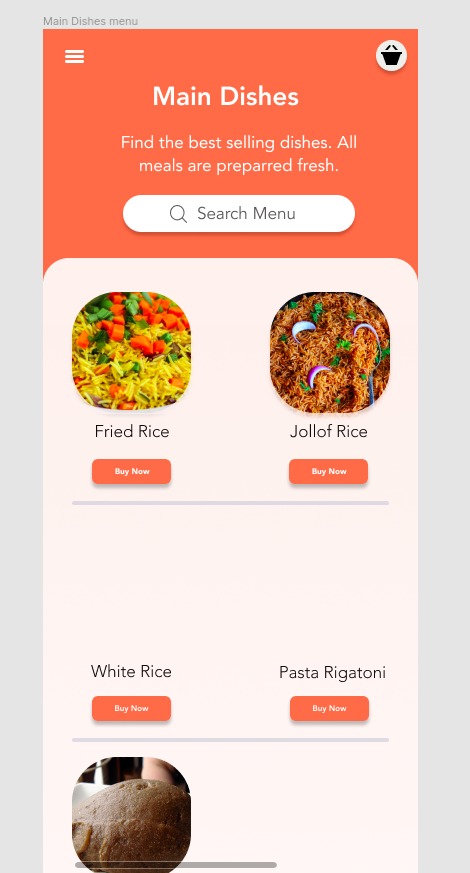 Main Dishes menu
Main Dishes
Find the best selling dishes. All
meals are preparred fresh.
Search Menu
Fried Rice
Jollof Rice
Buy Now
Buy Now
White Rice
Pasta Rigatoni
Buy Now
Buy Now